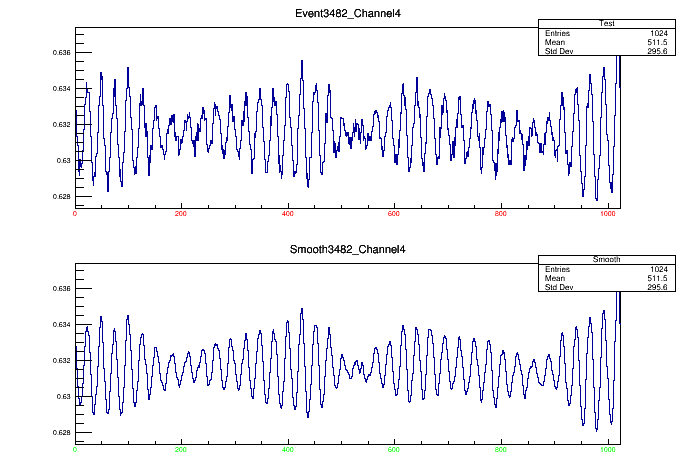 Event3482_Channel4
Test
Entries 1024
Mean 511.5
Std Dev 295.6
0.636
0.634
0.632
0.63
0.628
0 200 400 600 800 1000
Smooth3482_Channel4
Smooth
Entries 1024
Mean 511.5
Std Dev 295.6
0.636
0.634
0.632
0.63
0.628
0 200 400 600 800 1000